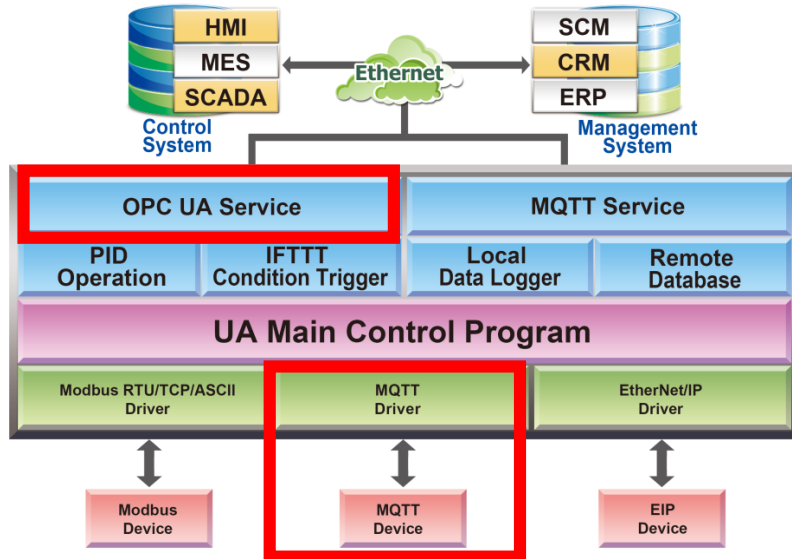 HMI
MES
SCADA
Control
System
Ethernet
SCM
CRM
ERP
Management
System
OPC UA Service
MQTT Service
PID
Operation
IFTTT
Condition Trigger
Local
Data Logger
Remote
Database
UA Main Control Program
Modbus RTU/TCP/ASCII
Driver
MQTT
Driver
EtherNet/IP
Driver
Modbus
Device
MQTT
Device
EIP
Device